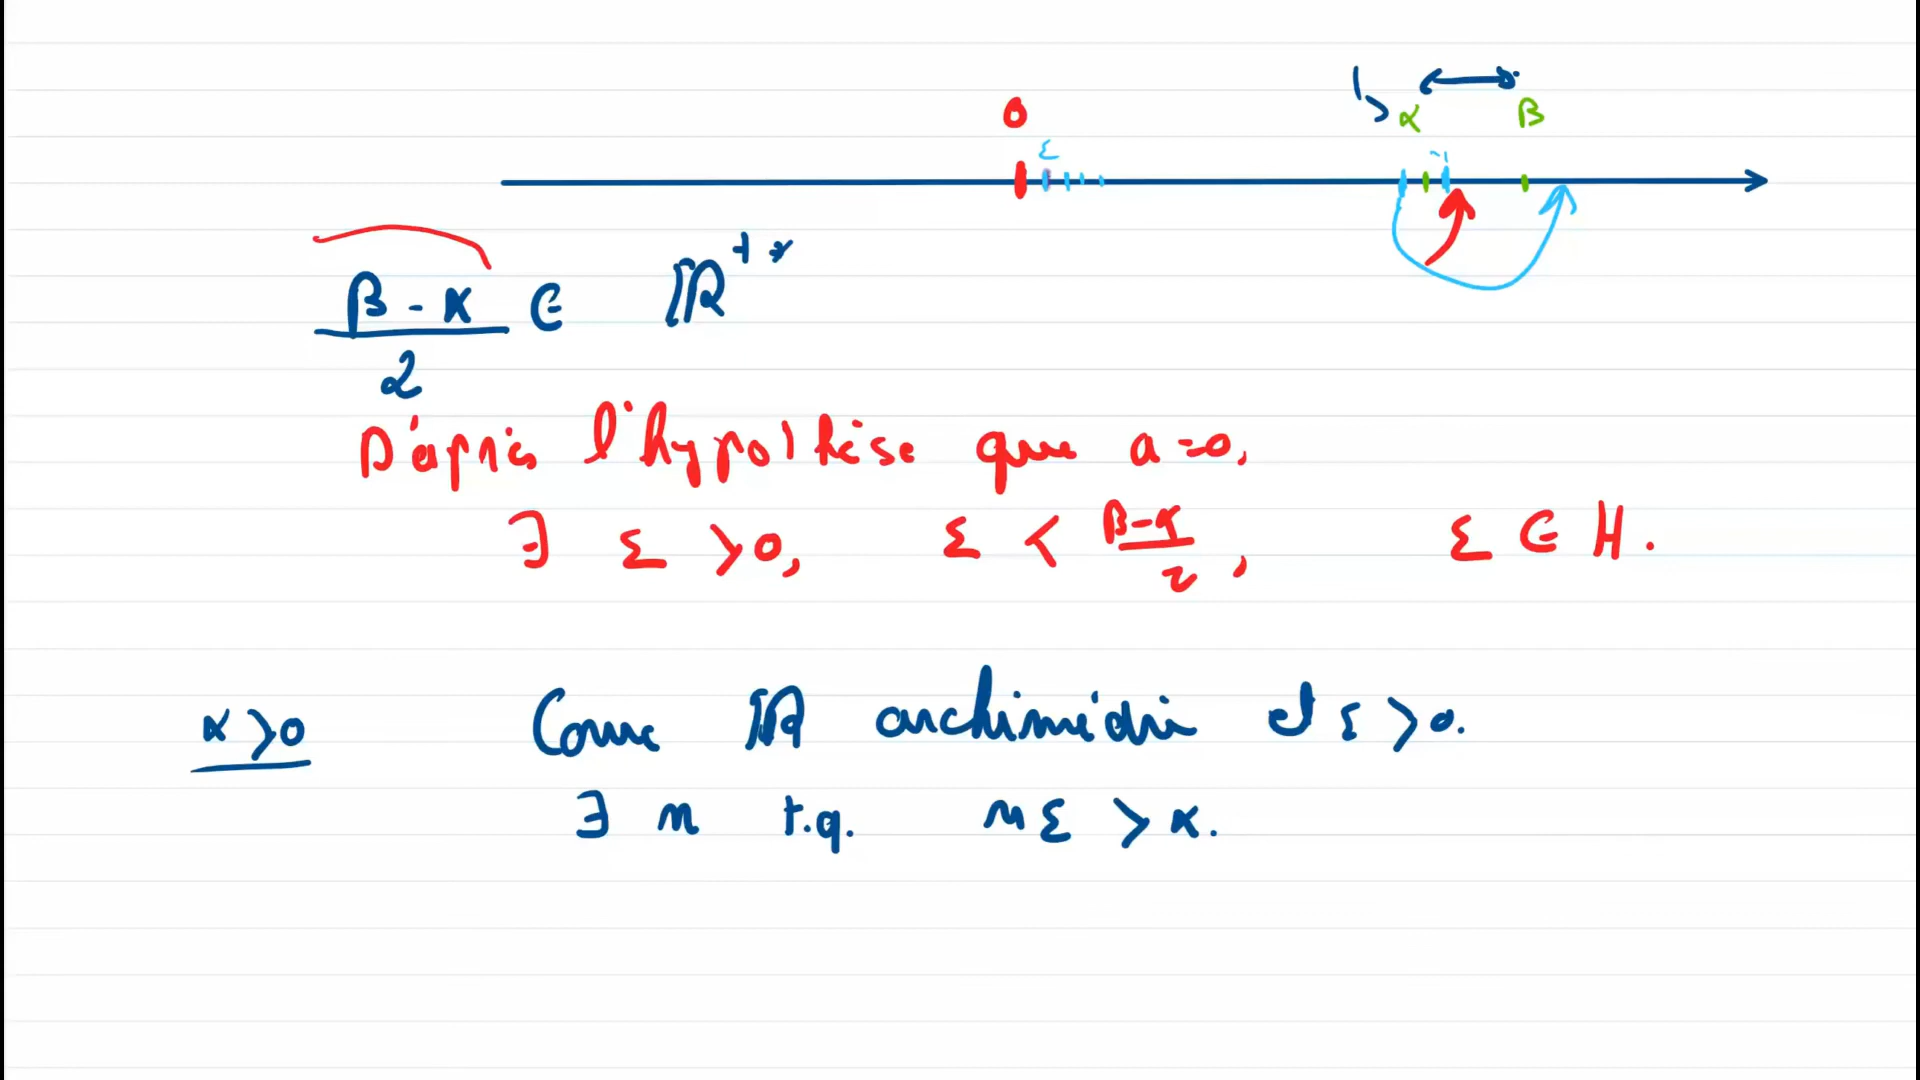 0 ε α β
(β - α)/2 ∈ ℝ⁺*
D'après l'hypothèse que a = 0,
∃ ε > 0, ε < (β-α)/2, ε ∈ H.
α > 0 Comme ℝ archimédien et ε > 0.
∃ n t.q. nε > α.